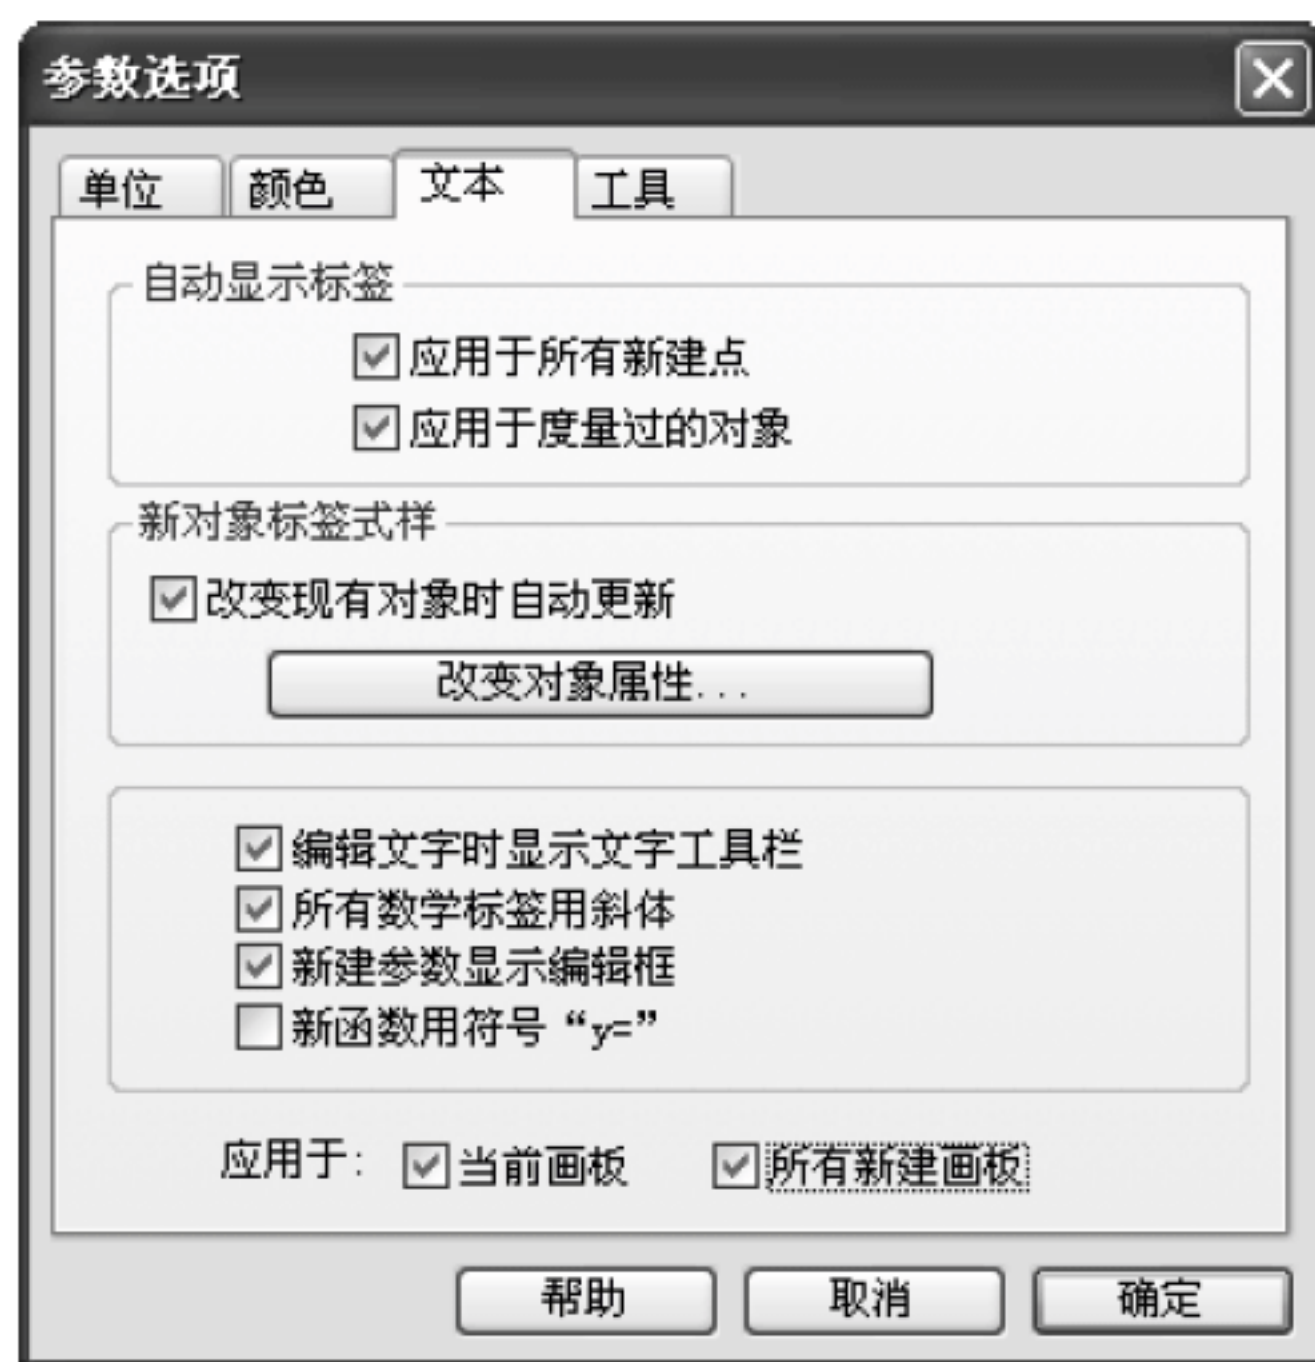 参数选项
单位 颜色 文本 工具
自动显示标签
应用于所有新建点
应用于度量过的对象
新对象标签式样
改变现有对象时自动更新
改变对象属性...
编辑文字时显示文字工具栏
所有数学标签用斜体
新建参数显示编辑框
新函数用符号“y=”
应用于: 当前画板 所有新建画板
帮助 取消 确定